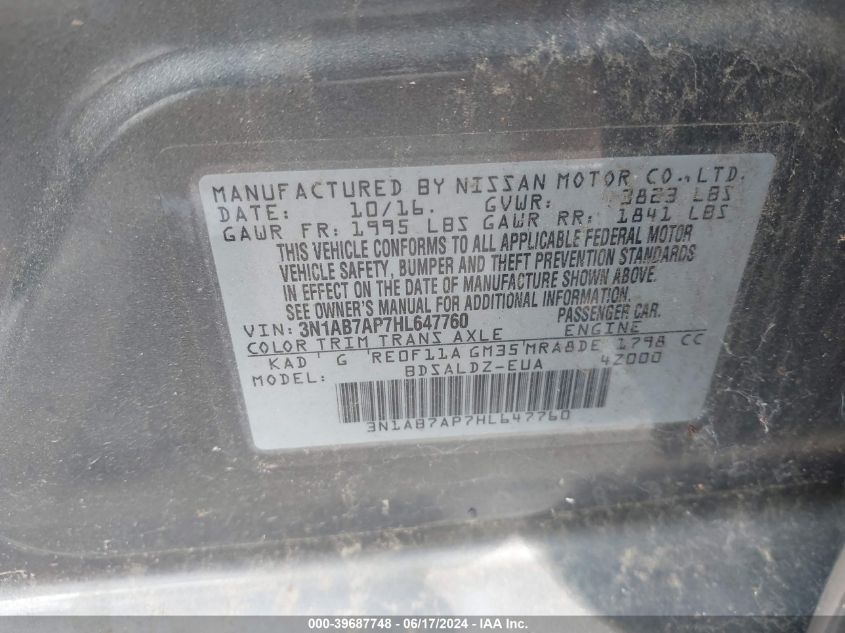 MANUFACTURED BY NISSAN MOTOR CO.,LTD.
DATE: 10/16. GVWR: 3823 LBS
GAWR FR: 1995 LBS GAWR RR: 1841 LBS
THIS VEHICLE CONFORMS TO ALL APPLICABLE FEDERAL MOTOR
VEHICLE SAFETY, BUMPER AND THEFT PREVENTION STANDARDS
IN EFFECT ON THE DATE OF MANUFACTURE SHOWN ABOVE.
SEE OWNER'S MANUAL FOR ADDITIONAL INFORMATION.
VIN: 3N1AB7AP7HL647760 PASSENGER CAR.
COLOR TRIM TRANS AXLE ENGINE
KAD G RE0F11A GM35 MRA8DE 1798 CC
MODEL: BDSALDZ-EUA 4Z000
3N1AB7AP7HL647760
000-39687748 - 06/17/2024 - IAAI.COM